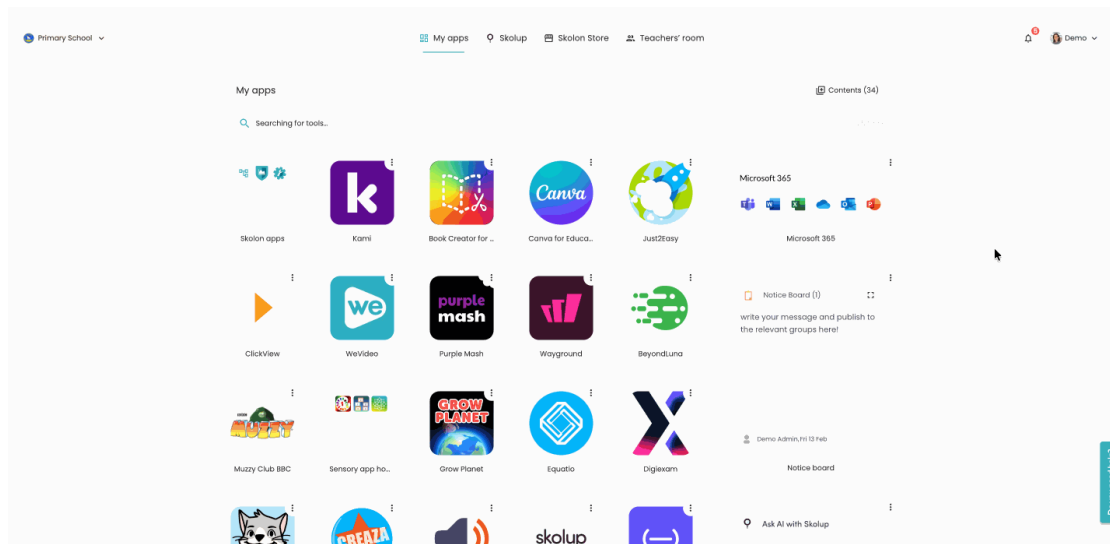 Primary School
My apps
Skolup
Skolon Store
Teachers' room
Demo
My apps
Contents (34)
Searching for tools...
k
Canva
Microsoft 365
Skolon apps
Kami
Book Creator for ...
Canva for Educa...
Just2Easy
Microsoft 365
we
purple
mash
Notice Board (1)
write your message and publish to
the relevant groups here!
ClickView
WeVideo
Purple Mash
Wayground
BeyondLuna
BBC
MUZZY
GROW
PLANET
Demo Admin, Fri 13 Feb
Muzzy Club BBC
Sensory app ho...
Grow Planet
Equatio
Digiexam
Notice board
CREAZA
skolup
Ask AI with Skolup